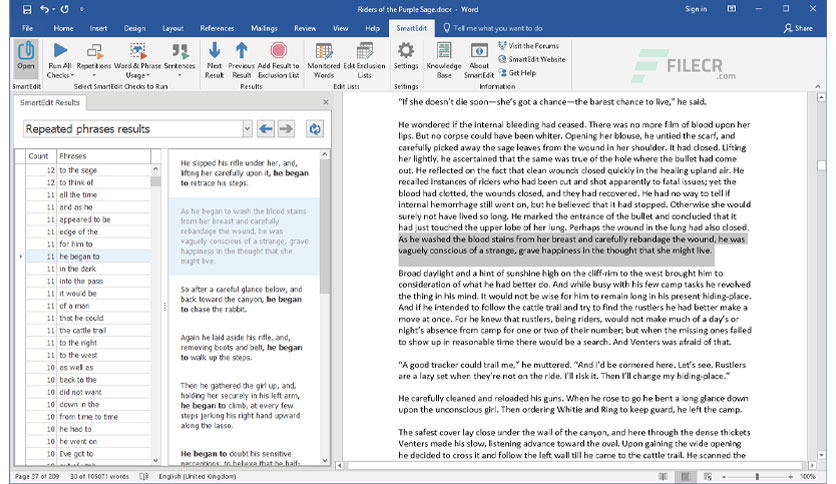 Riders of the Purple Sage.docx - Word
Sign in
File Home Insert Design Layout References Mailings Review View Help SmartEdit Tell me what you want to do Share
Open
Run All Checks
Repetitions
Word & Phrase Usage
Sentences
Next Result
Previous Result
Add Result to Exclusion List
Monitored Words
Edit Exclusion Lists
Settings
Knowledge Base
About SmartEdit
Visit the Forums
SmartEdit Website
Get Help
SmartEdit Select SmartEdit Checks to Run Results Edit Lists Settings Information
FILECR
.com
SmartEdit Results
Repeated phrases results
Count Phrases
12 to the sage
12 to think of
11 all the time
11 and as he
11 appeared to be
11 edge of the
11 for him to
11 he began to
11 in the dark
11 into the pass
11 it would be
11 of a man
11 that he could
11 the cattle trail
11 to the right
11 to the west
10 as well as
10 back to the
10 did not want
10 down in the
10 from time to time
10 he had to
10 he went on
10 I've got to
He slipped his rifle under her, and,
lifting her carefully upon it, he began
to retrace his steps.
As he began to wash the blood stains
from her breast and carefully
rebandage the wound, he was
vaguely conscious of a strange, grave
happiness in the thought that she
might live.
So after a careful glance below, and
back toward the canyon, he began
to chase the rabbit.
Again he laid aside his rifle, and,
removing boots and belt, he began
to walk up the steps.
Then he gathered the girl up, and,
holding her securely in his left arm,
he began to climb, at every few
steps jerking his right hand upward
along the lasso.
He began to doubt his sensitive
perceptions, to believe that he half-
"If she doesn't die soon—she's got a chance—the barest chance to live," he said.
He wondered if the internal bleeding had ceased. There was no more film of blood upon her
lips. But no corpse could have been whiter. Opening her blouse, he untied the scarf, and
carefully picked away the sage leaves from the wound in her shoulder. It had closed. Lifting
her lightly, he ascertained that the same was true of the hole where the bullet had come
out. He reflected on the fact that clean wounds closed quickly in the healing upland air. He
recalled instances of riders who had been cut and shot apparently to fatal issues; yet the
blood had clotted, the wounds closed, and they had recovered. He had no way to tell if
internal hemorrhage still went on, but he believed that it had stopped. Otherwise she would
surely not have lived so long. He marked the entrance of the bullet and concluded that it
had just touched the upper lobe of her lung. Perhaps the wound in the lung had also closed.
As he washed the blood stains from her breast and carefully rebandage the wound, he was
vaguely conscious of a strange, grave happiness in the thought that she might live.
Broad daylight and a hint of sunshine high on the cliff-rim to the west brought him to
consideration of what he had better do. And while busy with his few camp tasks he revolved
the thing in his mind. It would not be wise for him to remain long in his present hiding-place.
And if he intended to follow the cattle trail and try to find the rustlers he had better make a
move at once. For he knew that rustlers, being riders, would not make much of a day's or
night's absence from camp for one or two of their number; but when the missing ones failed
to show up in reasonable time there would be a search. And Venters was afraid of that.
"A good tracker could trail me," he muttered. "And I'd be cornered here. Let's see. Rustlers
are a lazy set when they're not on the ride. I'll risk it. Then I'll change my hiding-place."
He carefully cleaned and reloaded his guns. When he rose to go he bent a long glance down
upon the unconscious girl. Then ordering Whitie and Ring to keep guard, he left the camp.
The safest cover lay close under the wall of the canyon, and here through the dense thickets
Venters made his slow, listening advance toward the oval. Upon gaining the wide opening
he decided to cross it and follow the left wall till he came to the cattle trail. He scanned the
Page 37 of 209 30 of 105071 words English (United Kingdom) 100%